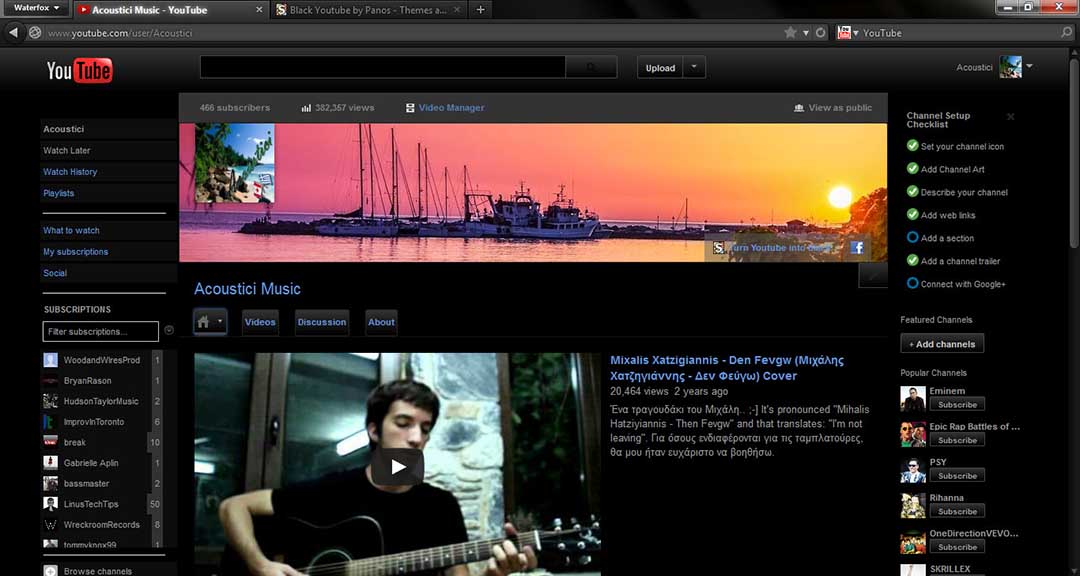 Waterfox
Acoustici Music - YouTube
Black Youtube by Panos - Themes a...
www.youtube.com/user/Acoustici
YouTube
YouTube
Upload
Acoustici
466 subscribers
382,357 views
Video Manager
View as public
Acoustici
Watch Later
Watch History
Playlists
What to watch
My subscriptions
Social
SUBSCRIPTIONS
Filter subscriptions...
WoodandWiresProd 1
BryanRason 1
HudsonTaylorMusic 2
ImprovInToronto 6
break 10
Gabrielle Aplin 1
bassmaster 2
LinusTechTips 50
WreckroomRecords 8
tommyknox99 1
Browse channels
Turn Youtube into
Acoustici Music
Videos
Discussion
About
Mixalis Xatzigiannis - Den Fevgw (Μιχάλης
Χατζηγιάννης - Δεν Φεύγω) Cover
20,464 views 2 years ago
Ένα τραγουδάκι του Μιχάλη.. ;-] It's pronounced "Mihalis
Hatziyiannis - Then Fevgw" and that translates: "I'm not
leaving". Για όσους ενδιαφέρονται για τις ταμπλατούρες,
θα μου ήταν ευχάριστο να βοηθήσω.
Channel Setup
Checklist
Set your channel icon
Add Channel Art
Describe your channel
Add web links
Add a section
Add a channel trailer
Connect with Google+
Featured Channels
+ Add channels
Popular Channels
Eminem
Subscribe
Epic Rap Battles of ...
Subscribe
PSY
Subscribe
Rihanna
Subscribe
OneDirectionVEVO...
Subscribe
SKRILLEX